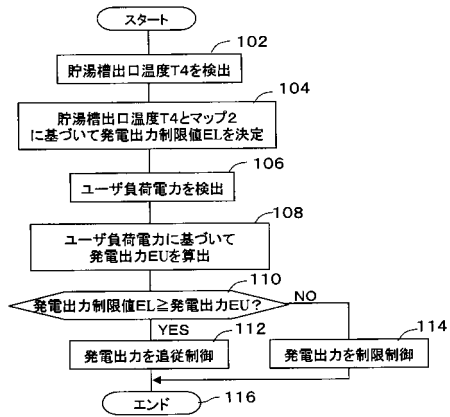 スタート
102
貯湯槽出口温度T4を検出
104
貯湯槽出口温度T4とマップ2
に基づいて発電出力制限値ELを決定
106
ユーザ負荷電力を検出
108
ユーザ負荷電力に基づいて
発電出力EUを算出
110
発電出力制限値EL≧発電出力EU?
NO
YES
112
114
発電出力を追従制御
発電出力を制限制御
エンド
116